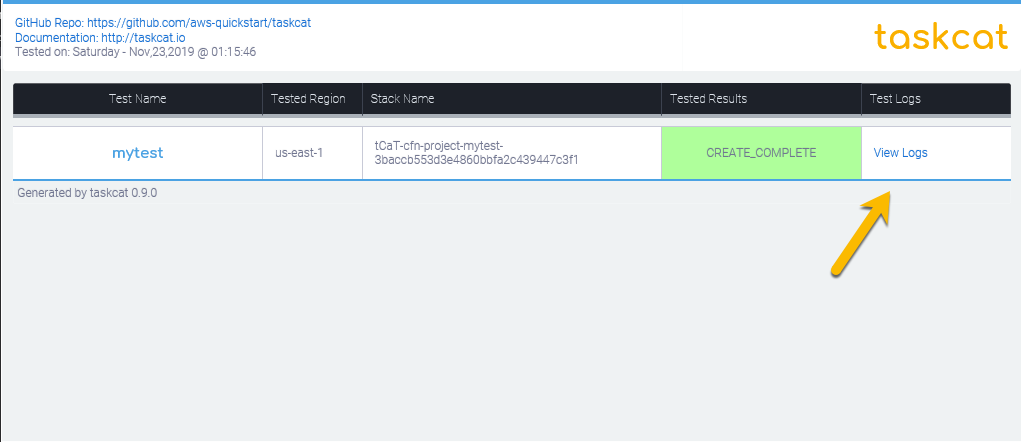 GitHub Repo: https://github.com/aws-quickstart/taskcat
Documentation: http://taskcat.io
Tested on: Saturday - Nov,23,2019 @ 01:15:46
taskcat
Test Name Tested Region Stack Name Tested Results Test Logs
mytest us-east-1 tCaT-cfn-project-mytest- CREATE_COMPLETE View Logs
3baccb553d3e4860bbfa2c439447c3f1
Generated by taskcat 0.9.0